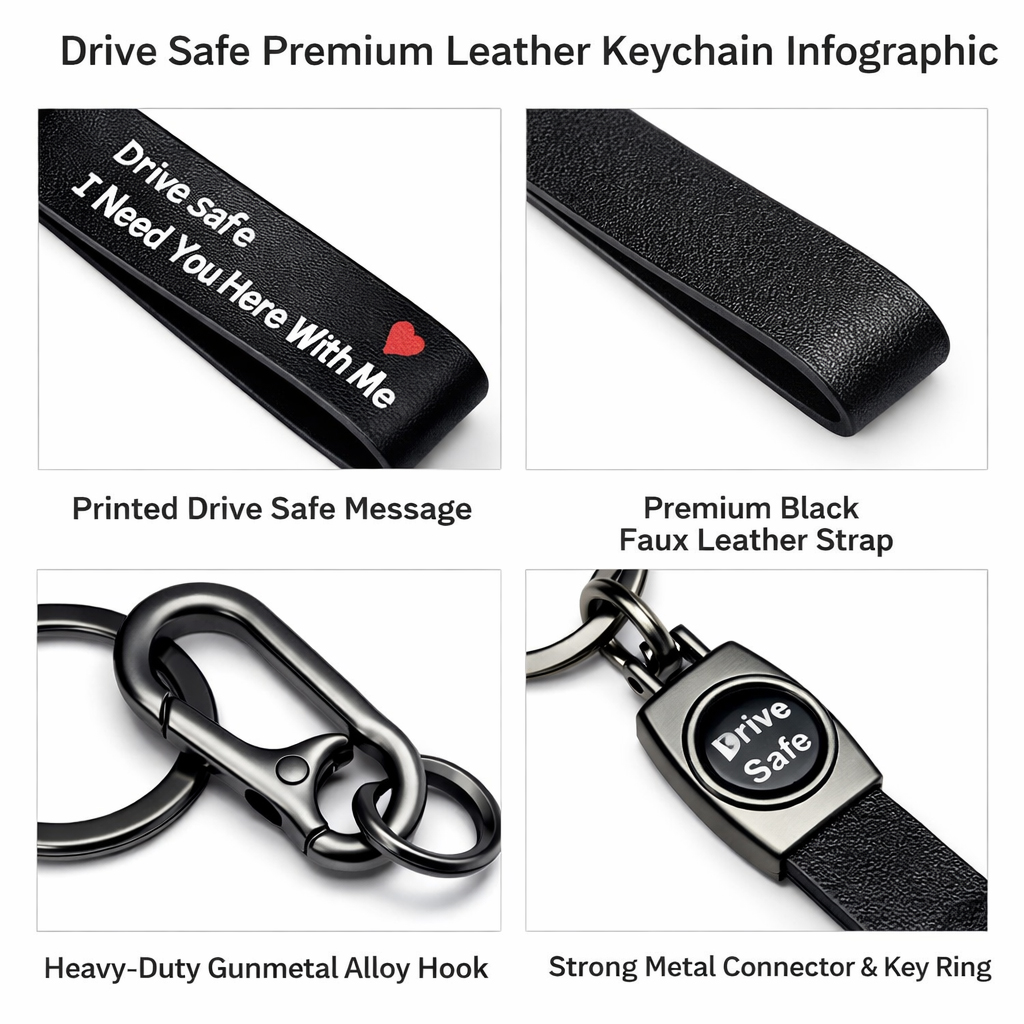 Drive Safe Premium Leather Keychain Infographic
Drive safe
I Need You Here With Me
Printed Drive Safe Message
Premium Black
Faux Leather Strap
Drive
Safe
Heavy-Duty Gunmetal Alloy Hook
Strong Metal Connector & Key Ring